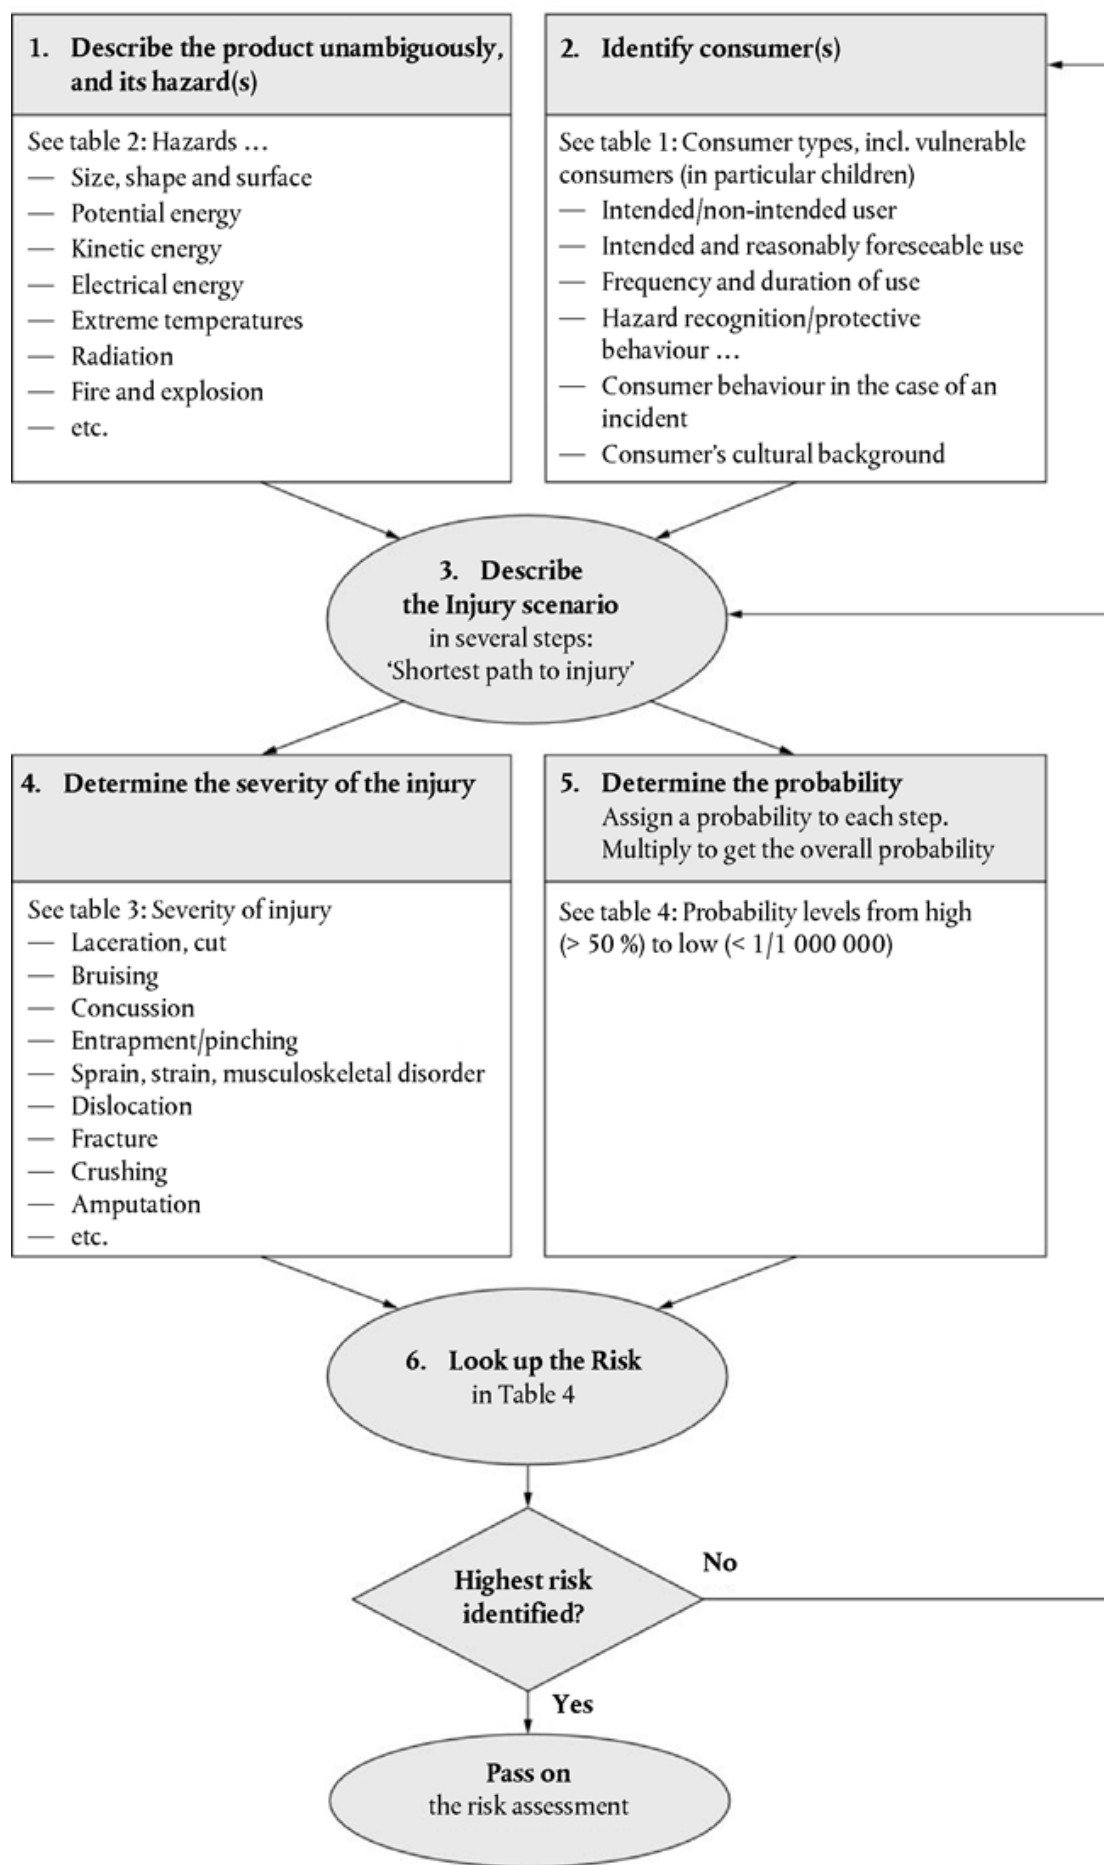 1. Describe the product unambiguously,
and its hazard(s)
See table 2: Hazards …
— Size, shape and surface
— Potential energy
— Kinetic energy
— Electrical energy
— Extreme temperatures
— Radiation
— Fire and explosion
— etc.
2. Identify consumer(s)
See table 1: Consumer types, incl. vulnerable
consumers (in particular children)
— Intended/non-intended user
— Intended and reasonably foreseeable use
— Frequency and duration of use
— Hazard recognition/protective
behaviour …
— Consumer behaviour in the case of an
incident
— Consumer’s cultural background
3. Describe
the Injury scenario
in several steps:
‘Shortest path to injury’
4. Determine the severity of the injury
See table 3: Severity of injury
— Laceration, cut
— Bruising
— Concussion
— Entrapment/pinching
— Sprain, strain, musculoskeletal disorder
— Dislocation
— Fracture
— Crushing
— Amputation
— etc.
5. Determine the probability
Assign a probability to each step.
Multiply to get the overall probability
See table 4: Probability levels from high
(> 50 %) to low (< 1/1 000 000)
6. Look up the Risk
in Table 4
Highest risk
identified?
No
Yes
Pass on
the risk assessment